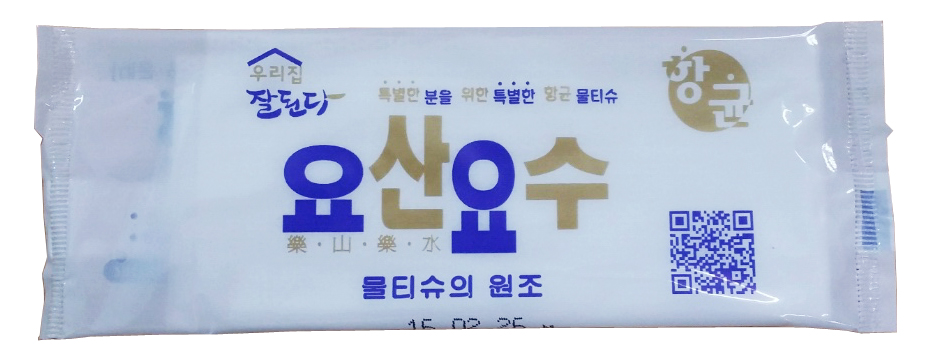 우리집
잘된다
특별한 분을 위한 특별한 항균 물티슈
항균
요산요수
樂·山·樂·水
물티슈의 원조